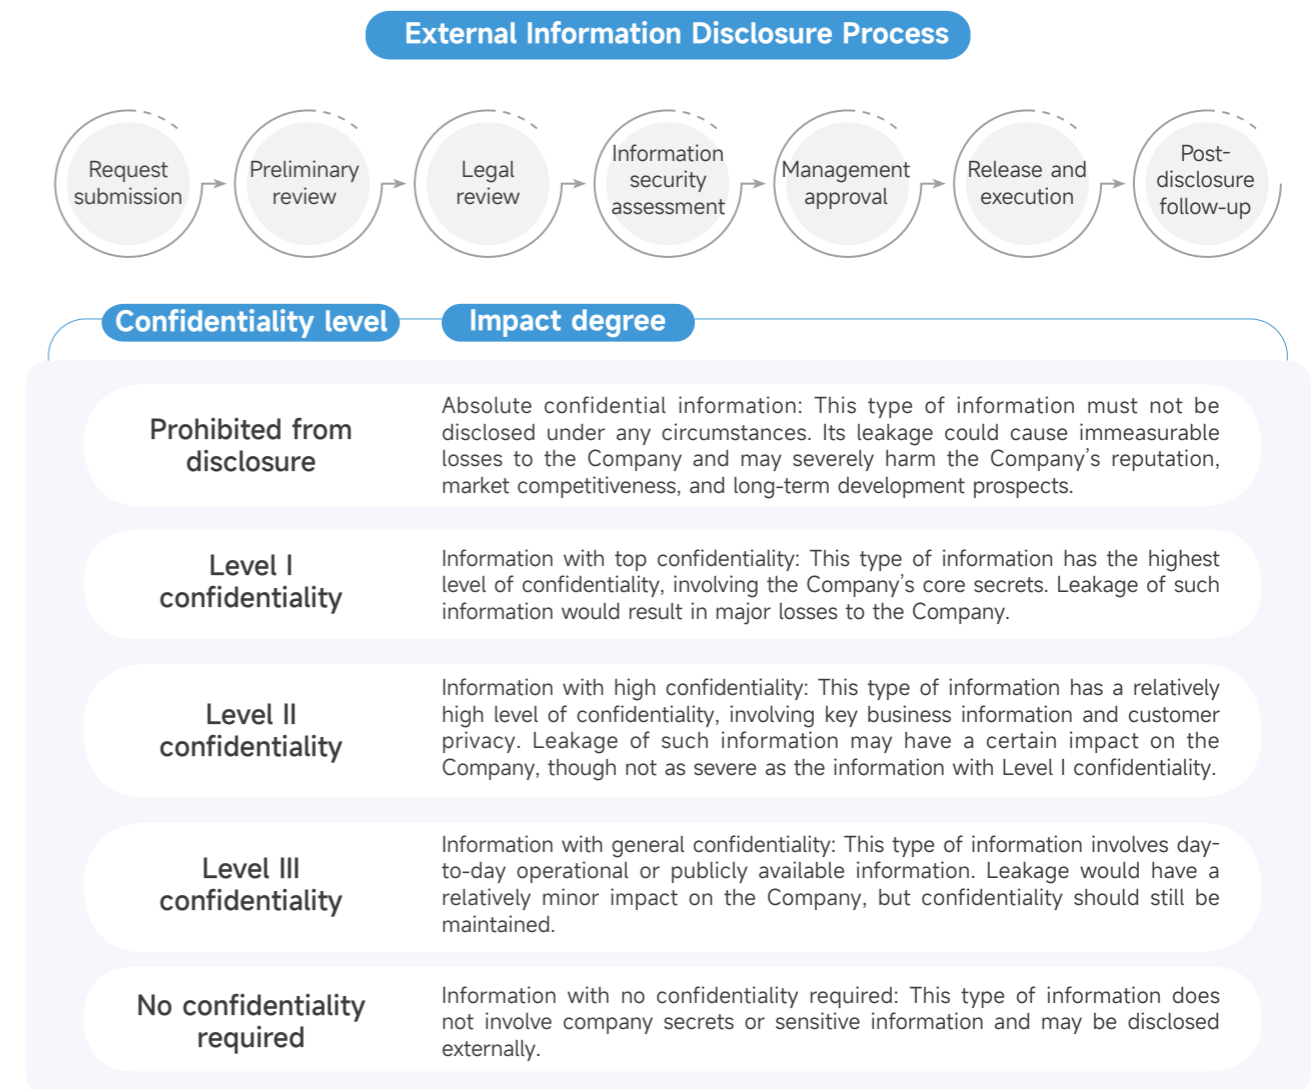 External Information Disclosure Process
Request
submission
Preliminary
review
Legal
review
Information
security
assessment
Management
approval
Release and
execution
Post-
disclosure
follow-up
Confidentiality level
Impact degree
Prohibited from
disclosure
Absolute confidential information: This type of information must not be
disclosed under any circumstances. Its leakage could cause immeasurable
losses to the Company and may severely harm the Company's reputation,
market competitiveness, and long-term development prospects.
Level I
confidentiality
Information with top confidentiality: This type of information has the highest
level of confidentiality, involving the Company's core secrets. Leakage of such
information would result in major losses to the Company.
Level II
confidentiality
Information with high confidentiality: This type of information has a relatively
high level of confidentiality, involving key business information and customer
privacy. Leakage of such information may have a certain impact on the
Company, though not as severe as the information with Level I confidentiality.
Level III
confidentiality
Information with general confidentiality: This type of information involves day-
to-day operational or publicly available information. Leakage would have a
relatively minor impact on the Company, but confidentiality should still be
maintained.
No confidentiality
required
Information with no confidentiality required: This type of information does
not involve company secrets or sensitive information and may be disclosed
externally.